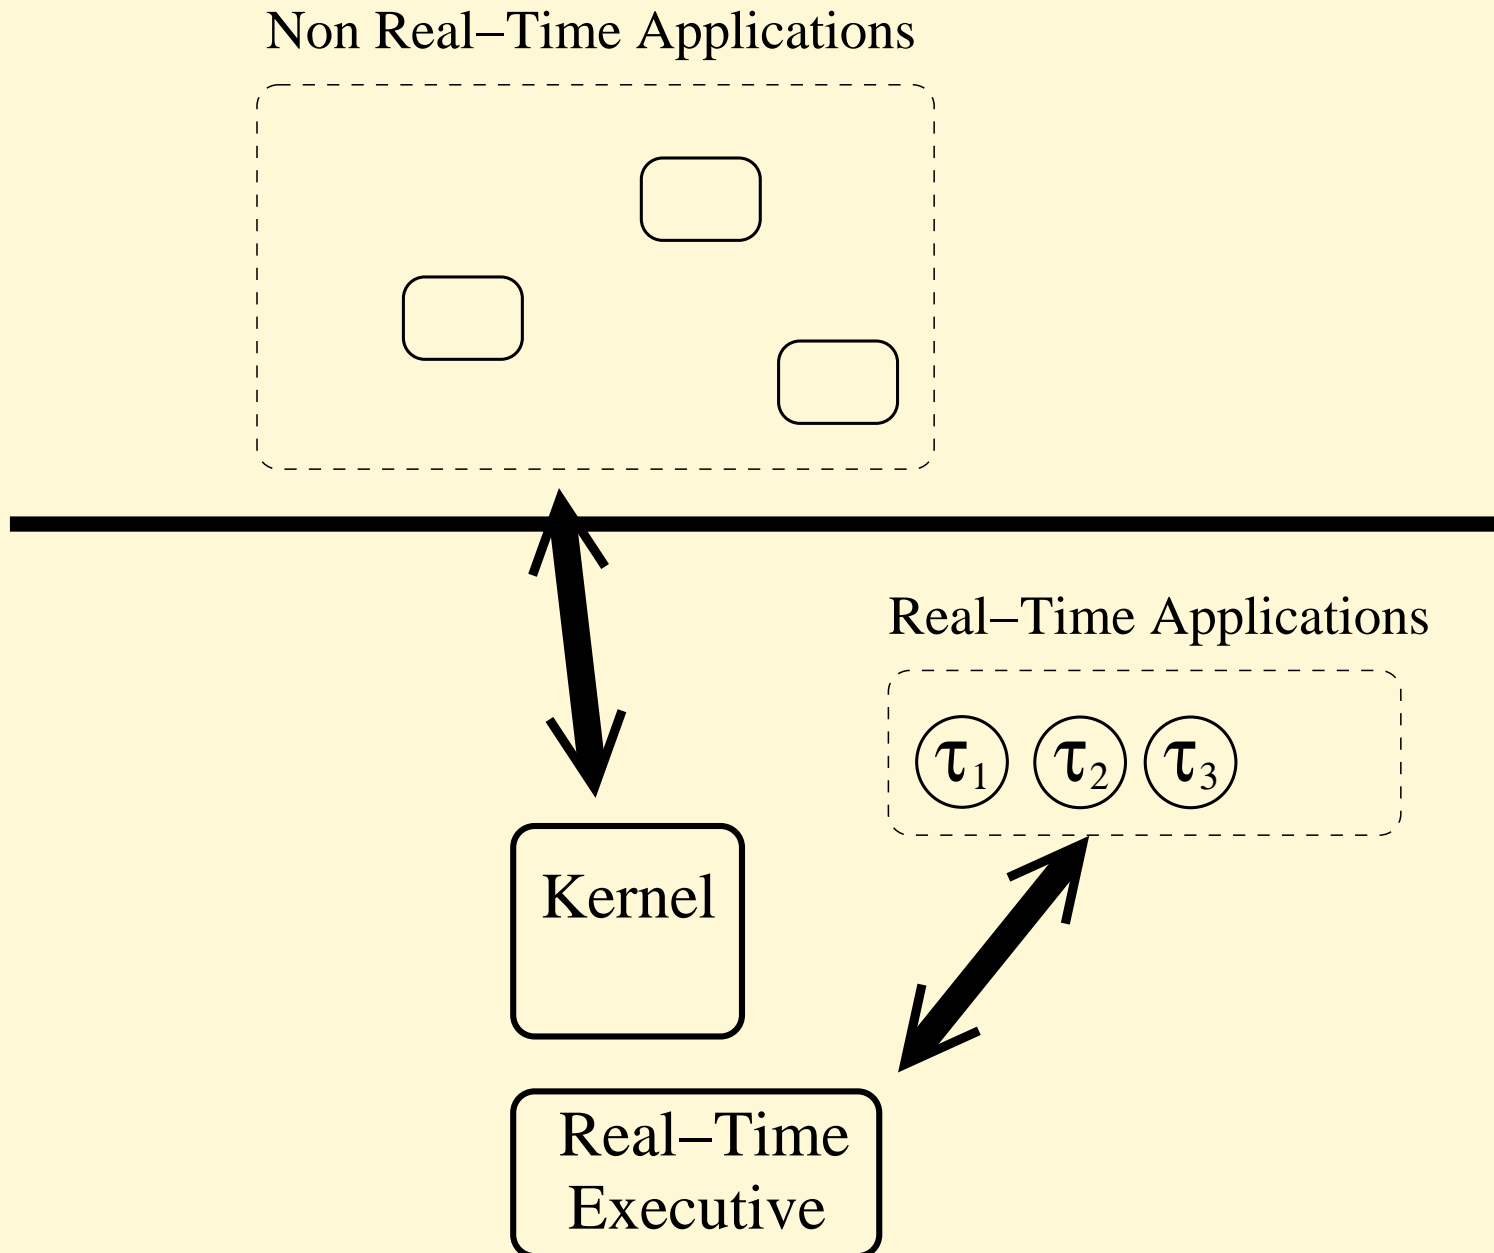 Non Real–Time Applications
Real–Time Applications
τ1 τ2 τ3
Kernel
Real–Time
Executive